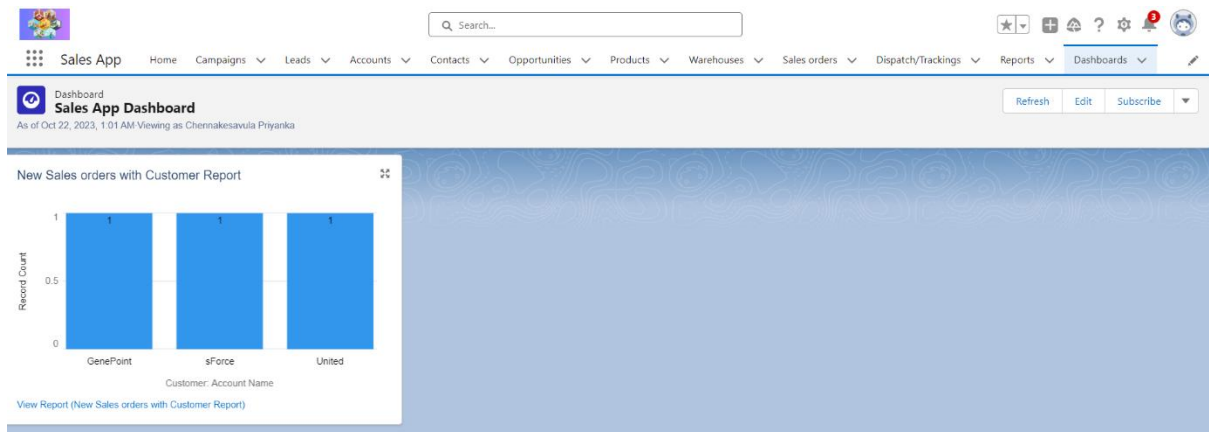 Search...
3
Sales App Home Campaigns Leads Accounts Contacts Opportunities Products Warehouses Sales orders Dispatch/Trackings Reports Dashboards
Dashboard
Sales App Dashboard
As of Oct 22, 2023, 1:01 AM·Viewing as Chennakesavula Priyanka
Refresh Edit Subscribe
New Sales orders with Customer Report
1
1 1 1
Record Count
0.5
0
GenePoint sForce United
Customer: Account Name
View Report (New Sales orders with Customer Report)